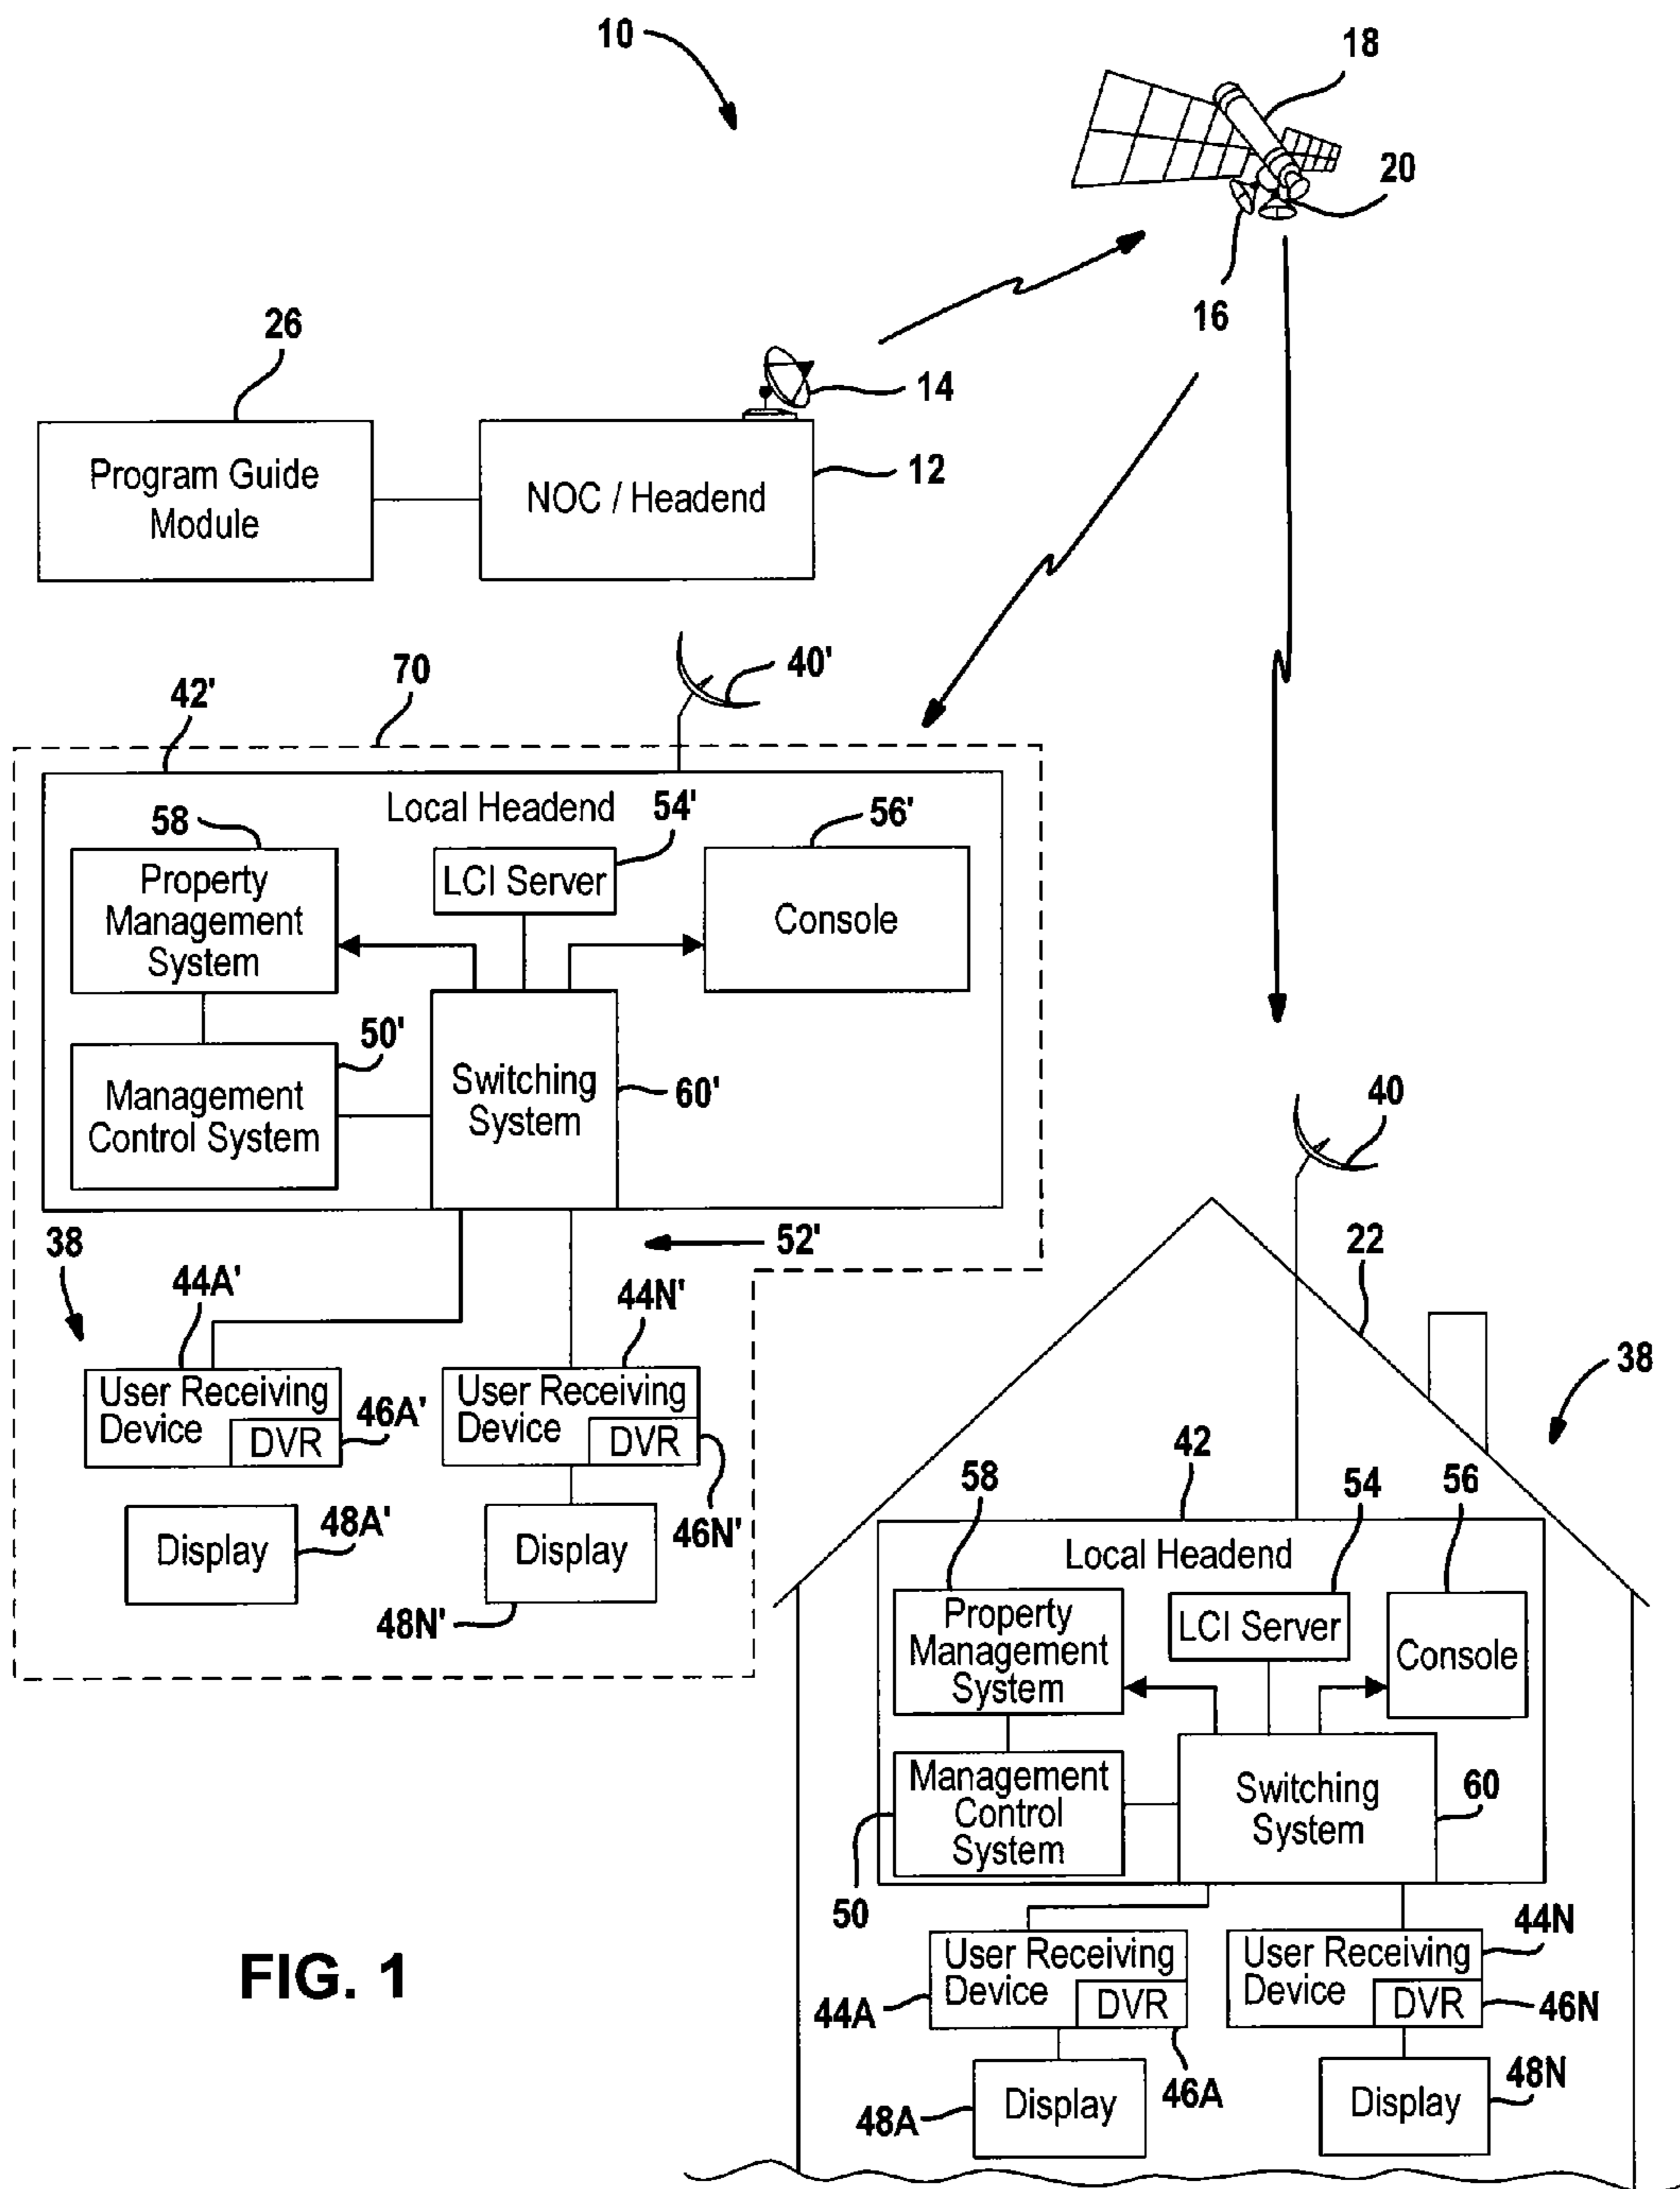 10
18
20
16
26
14
Program Guide
Module
NOC / Headend
12
40'
70
42'
Local Headend
58
54'
56'
Property
Management
System
LCI Server
Console
50'
Management
Control System
Switching
System
60'
52'
38
44A'
44N'
User Receiving
Device
DVR
46A'
User Receiving
Device
DVR
46N'
Display
48A'
Display
48N'
40
22
38
42
58
54
56
Local Headend
Property
Management
System
LCI Server
Console
Management
Control
System
50
Switching
System
60
44N
User Receiving
Device
DVR
44A
46A
User Receiving
Device
DVR
46N
Display
48A
Display
48N
FIG. 1